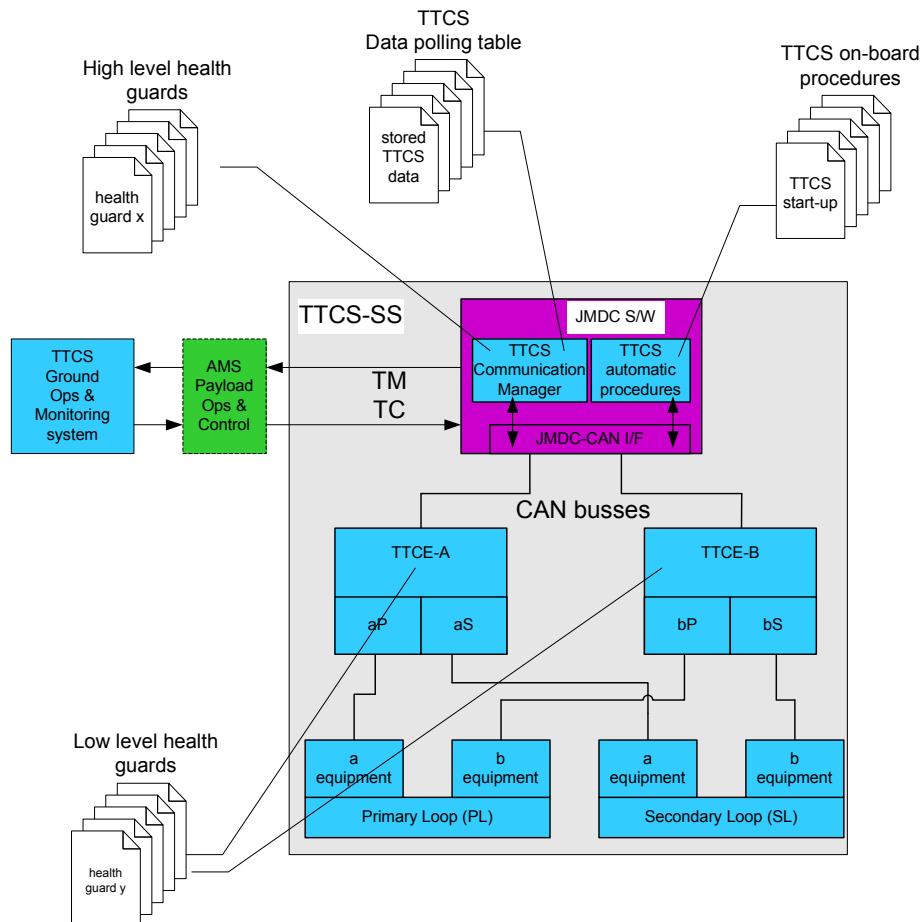 TTCS
Data polling table
High level health
guards
TTCS on-board
procedures
stored
TTCS
data
health
guard x
TTCS
start-up
TTCS-SS
JMDC S/W
TTCS
Communication
Manager
TTCS
automatic
procedures
JMDC-CAN I/F
TTCS
Ground
Ops &
Monitoring
system
AMS
Payload
Ops &
Control
TM
TC
CAN busses
TTCE-A
aP
aS
TTCE-B
bP
bS
a
equipment
b
equipment
Primary Loop (PL)
a
equipment
b
equipment
Secondary Loop (SL)
Low level health
guards
health
guard y